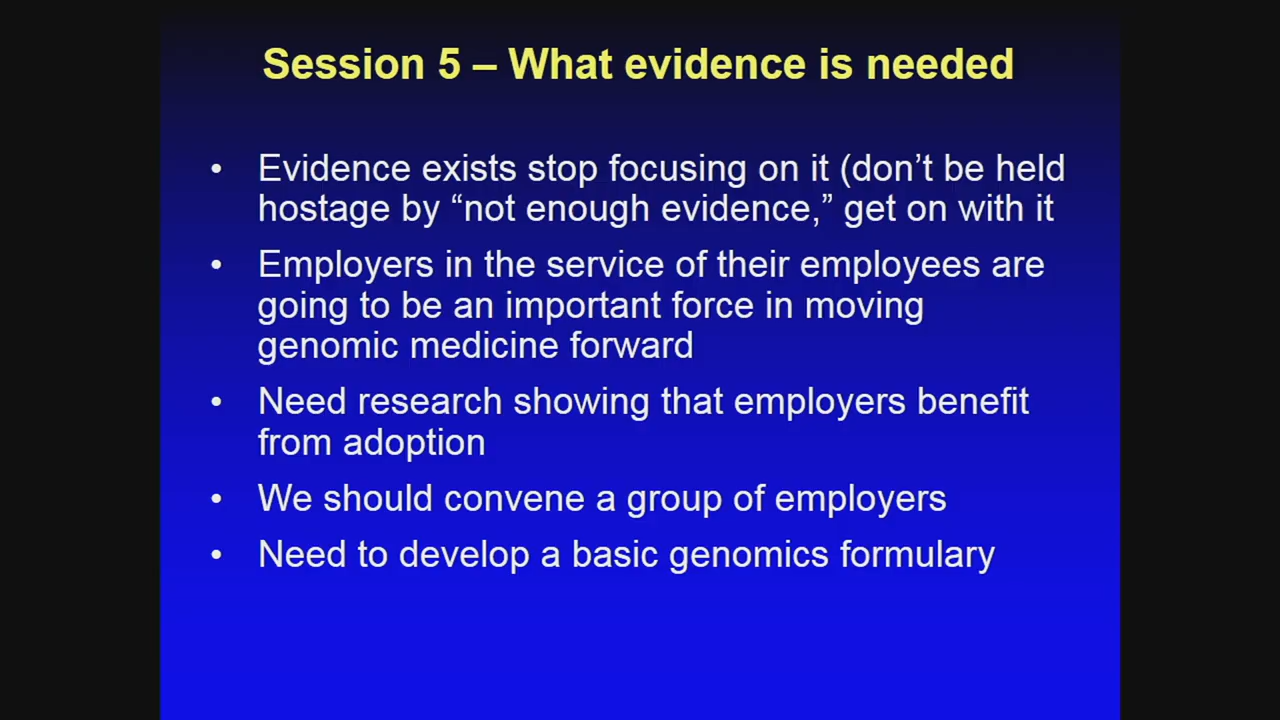 Session 5 – What evidence is needed
• Evidence exists stop focusing on it (don’t be held
hostage by “not enough evidence,” get on with it
• Employers in the service of their employees are
going to be an important force in moving
genomic medicine forward
• Need research showing that employers benefit
from adoption
• We should convene a group of employers
• Need to develop a basic genomics formulary